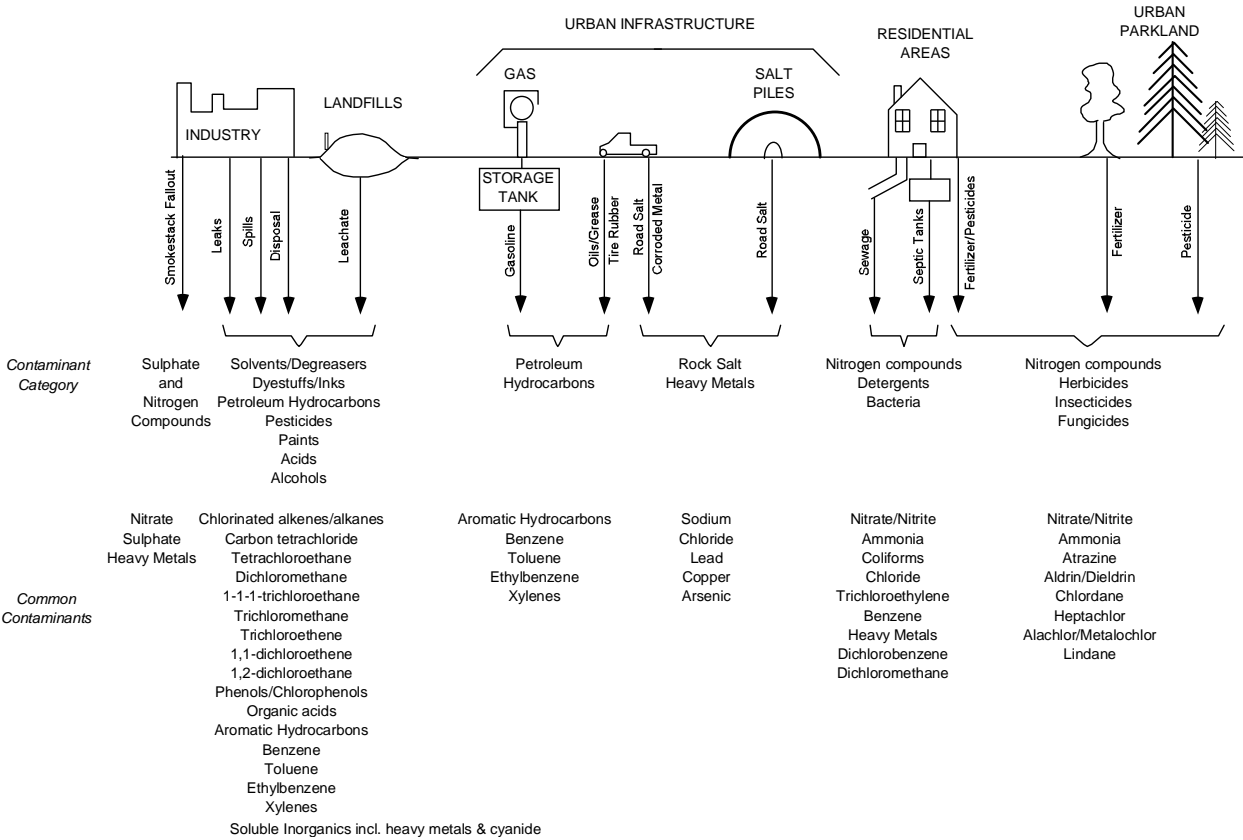 URBAN INFRASTRUCTURE
RESIDENTIAL
AREAS
URBAN
PARKLAND
INDUSTRY
LANDFILLS
GAS
STORAGE
TANK
SALT
PILES
Smokestack Fallout
Leaks
Spills
Disposal
Leachate
Gasoline
Oils/Grease
Tire Rubber
Road Salt
Corroded Metal
Road Salt
Sewage
Septic Tanks
Fertilizer/Pesticides
Fertilizer
Pesticide
Contaminant
Category
Sulphate
and
Nitrogen
Compounds
Solvents/Degreasers
Dyestuffs/Inks
Petroleum Hydrocarbons
Pesticides
Paints
Acids
Alcohols
Petroleum
Hydrocarbons
Rock Salt
Heavy Metals
Nitrogen compounds
Detergents
Bacteria
Nitrogen compounds
Herbicides
Insecticides
Fungicides
Common
Contaminants
Nitrate
Sulphate
Heavy Metals
Chlorinated alkenes/alkanes
Carbon tetrachloride
Tetrachloroethane
Dichloromethane
1-1-1-trichloroethane
Trichloromethane
Trichloroethene
1,1-dichloroethene
1,2-dichloroethane
Phenols/Chlorophenols
Organic acids
Aromatic Hydrocarbons
Benzene
Toluene
Ethylbenzene
Xylenes
Soluble Inorganics incl. heavy metals & cyanide
Aromatic Hydrocarbons
Benzene
Toluene
Ethylbenzene
Xylenes
Sodium
Chloride
Lead
Copper
Arsenic
Nitrate/Nitrite
Ammonia
Coliforms
Chloride
Trichloroethylene
Benzene
Heavy Metals
Dichlorobenzene
Dichloromethane
Nitrate/Nitrite
Ammonia
Atrazine
Aldrin/Dieldrin
Chlordane
Heptachlor
Alachlor/Metalochlor
Lindane